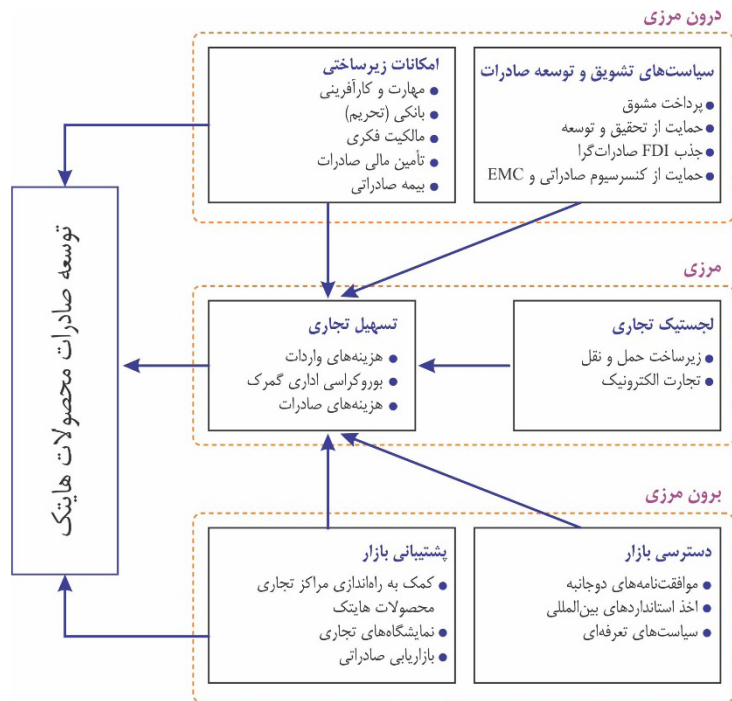 درون مرزی
سیاست‌های تشویق و توسعه صادرات
پرداخت مشوق
حمایت از تحقیق و توسعه
جذب FDI صادرات‌گرا
حمایت از کنسرسیوم صادراتی و EMC
امکانات زیرساختی
مهارت و کارآفرینی
بانکی (تحریم)
مالکیت فکری
تأمین مالی صادرات
بیمه صادراتی
مرزی
لجستیک تجاری
زیرساخت حمل و نقل
تجارت الکترونیک
تسهیل تجاری
هزینه‌های واردات
بوروکراسی اداری گمرک
هزینه‌های صادرات
برون مرزی
دسترسی بازار
موافقت‌نامه‌های دوجانبه
اخذ استانداردهای بین‌المللی
سیاست‌های تعرفه‌ای
پشتیبانی بازار
کمک به راه‌اندازی مراکز تجاری
محصولات هایتک
نمایشگاه‌های تجاری
بازاریابی صادراتی
توسعه صادرات محصولات هایتک